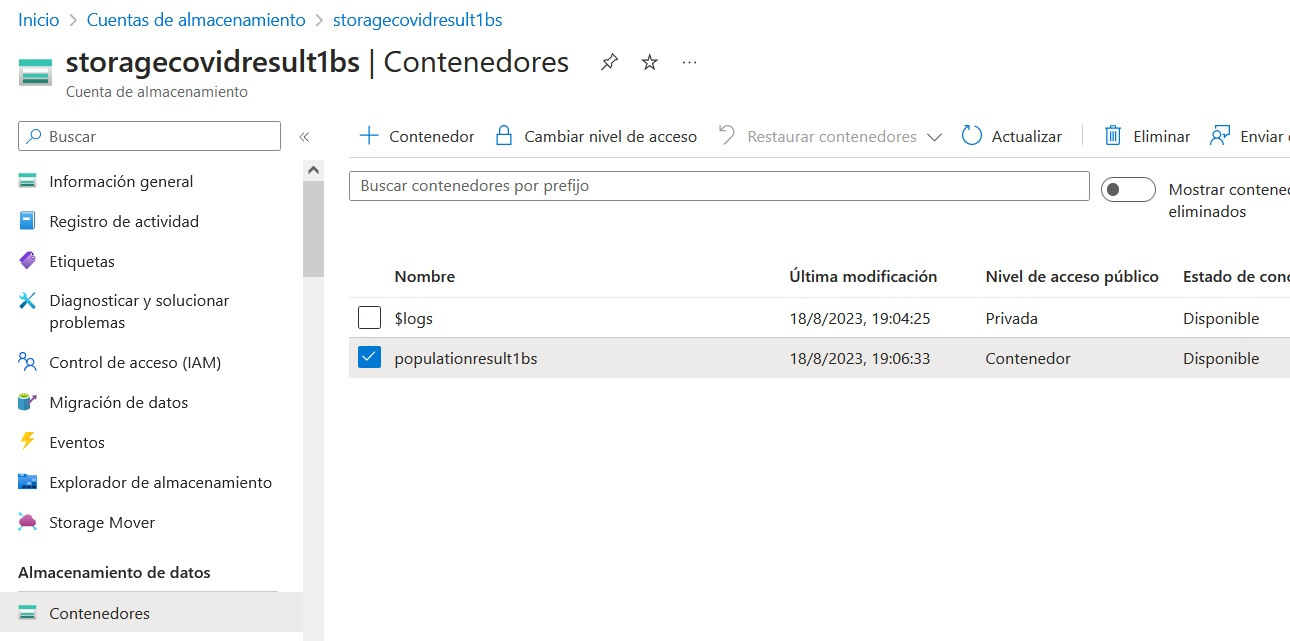 Inicio > Cuentas de almacenamiento > storagecovidresult1bs
storagecovidresult1bs | Contenedores
Cuenta de almacenamiento
Buscar
Contenedor Cambiar nivel de acceso Restaurar contenedores Actualizar Eliminar Enviar
Buscar contenedores por prefijo
Mostrar contened
eliminados
Información general
Registro de actividad
Etiquetas
Diagnosticar y solucionar
problemas
Control de acceso (IAM)
Migración de datos
Eventos
Explorador de almacenamiento
Storage Mover
Almacenamiento de datos
Contenedores
Nombre Última modificación Nivel de acceso público Estado de conc
$logs 18/8/2023, 19:04:25 Privada Disponible
populationresult1bs 18/8/2023, 19:06:33 Contenedor Disponible